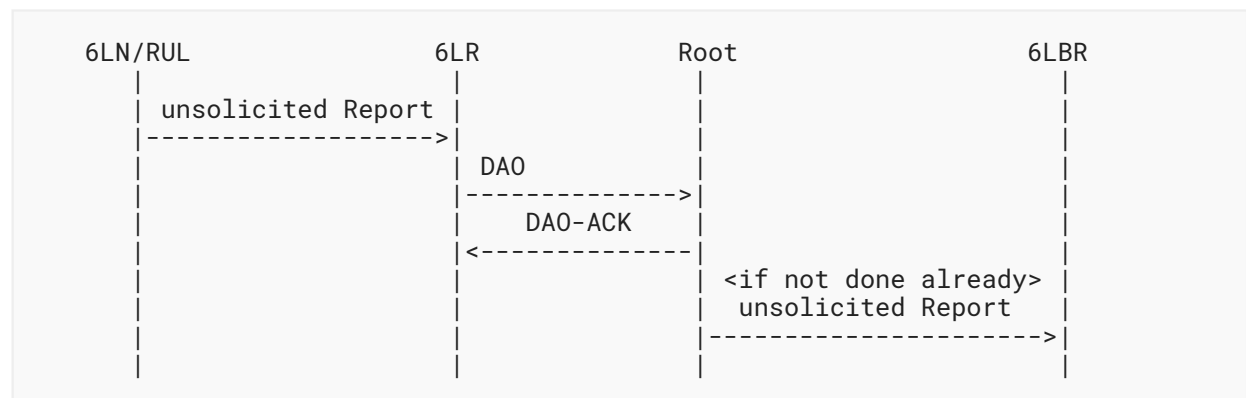 6LN/RUL 6LR Root 6LBR
unsolicited Report
DAO
DAO-ACK
<if not done already>
unsolicited Report